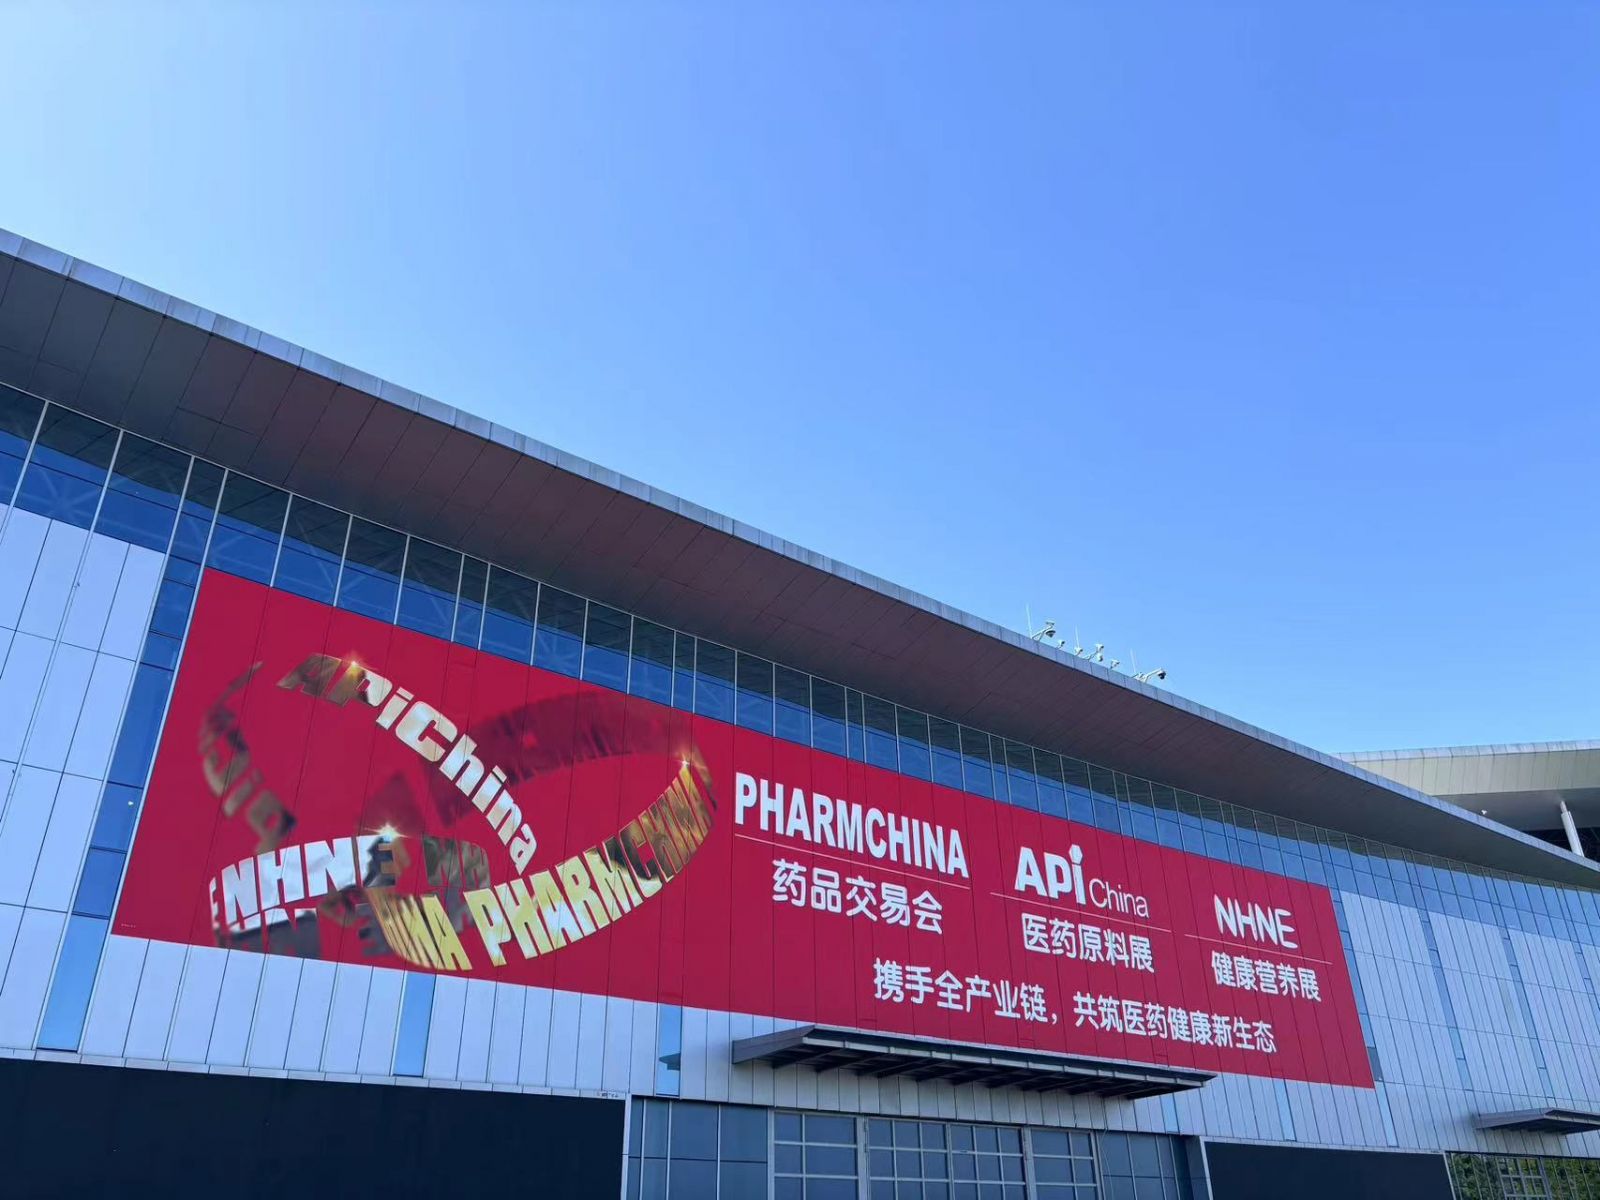 APiChina
NHNE
PHARMCHINA
PHARMCHINA
药品交易会
APi China
医药原料展
NHNE
健康营养展
携手全产业链，共筑医药健康新生态